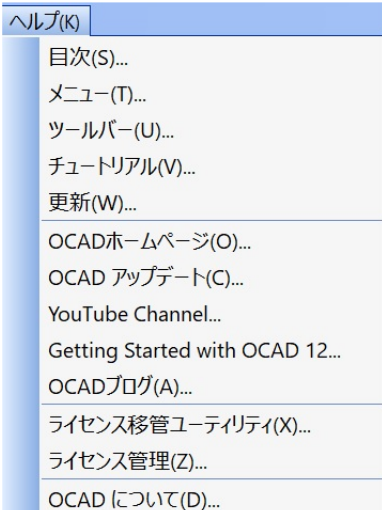 ヘルプ(K)
目次(S)...
メニュー(T)...
ツールバー(U)...
チュートリアル(V)...
更新(W)...
OCADホームページ(O)...
OCAD アップデート(C)...
YouTube Channel...
Getting Started with OCAD 12...
OCADブログ(A)...
ライセンス移管ユーティリティ(X)...
ライセンス管理(Z)...
OCAD について(D)...